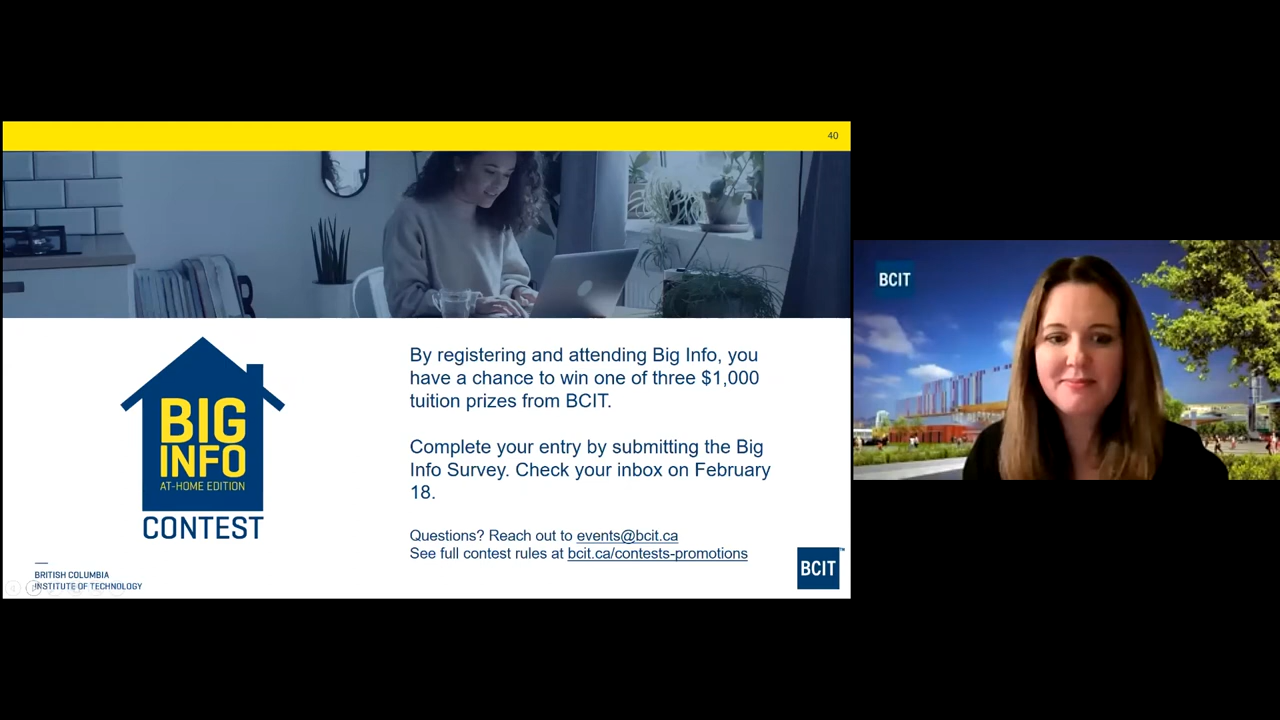 40
BIG
INFO
AT-HOME EDITION
CONTEST
By registering and attending Big Info, you
have a chance to win one of three $1,000
tuition prizes from BCIT.
Complete your entry by submitting the Big
Info Survey. Check your inbox on February
18.
Questions? Reach out to events@bcit.ca
See full contest rules at bcit.ca/contests-promotions
BRITISH COLUMBIA
INSTITUTE OF TECHNOLOGY
BCIT™
BCIT